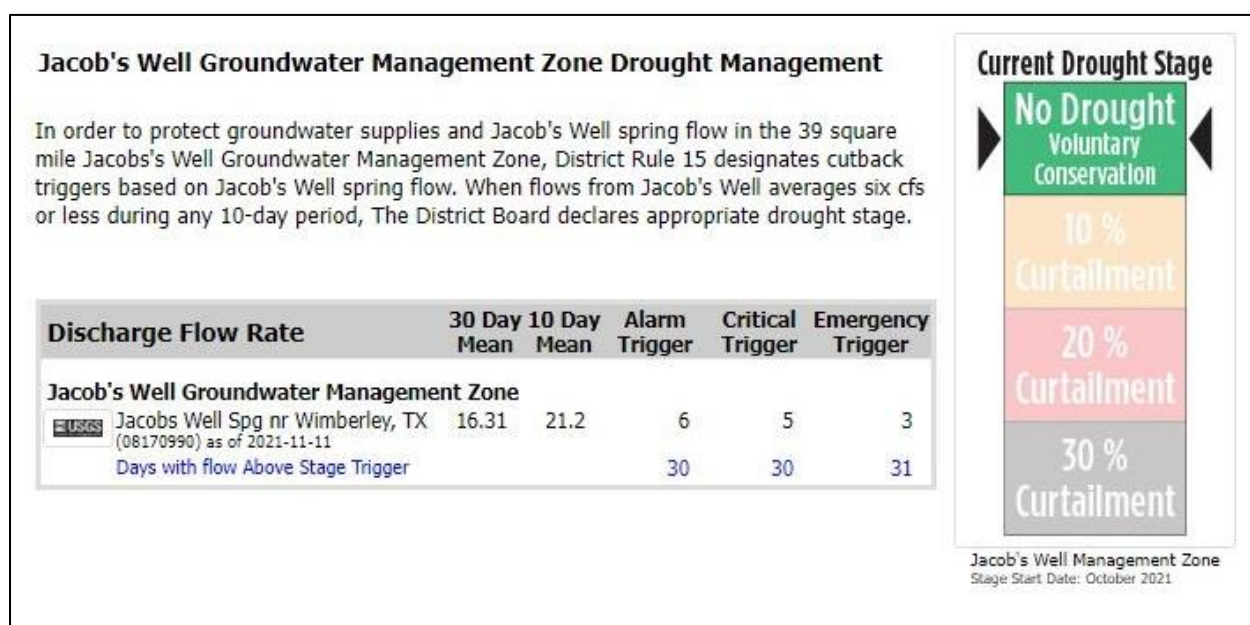 Jacob's Well Groundwater Management Zone Drought Management
In order to protect groundwater supplies and Jacob's Well spring flow in the 39 square
mile Jacobs's Well Groundwater Management Zone, District Rule 15 designates cutback
triggers based on Jacob's Well spring flow. When flows from Jacob's Well averages six cfs
or less during any 10-day period, The District Board declares appropriate drought stage.
Discharge Flow Rate 30 Day Mean 10 Day Mean Alarm Trigger Critical Trigger Emergency Trigger
Jacob's Well Groundwater Management Zone
USGS Jacobs Well Spg nr Wimberley, TX 16.31 21.2 6 5 3
(08170990) as of 2021-11-11
Days with flow Above Stage Trigger 30 30 31
Current Drought Stage
No Drought
Voluntary
Conservation
10 %
Curtailment
20 %
Curtailment
30 %
Curtailment
Jacob's Well Management Zone
Stage Start Date: October 2021